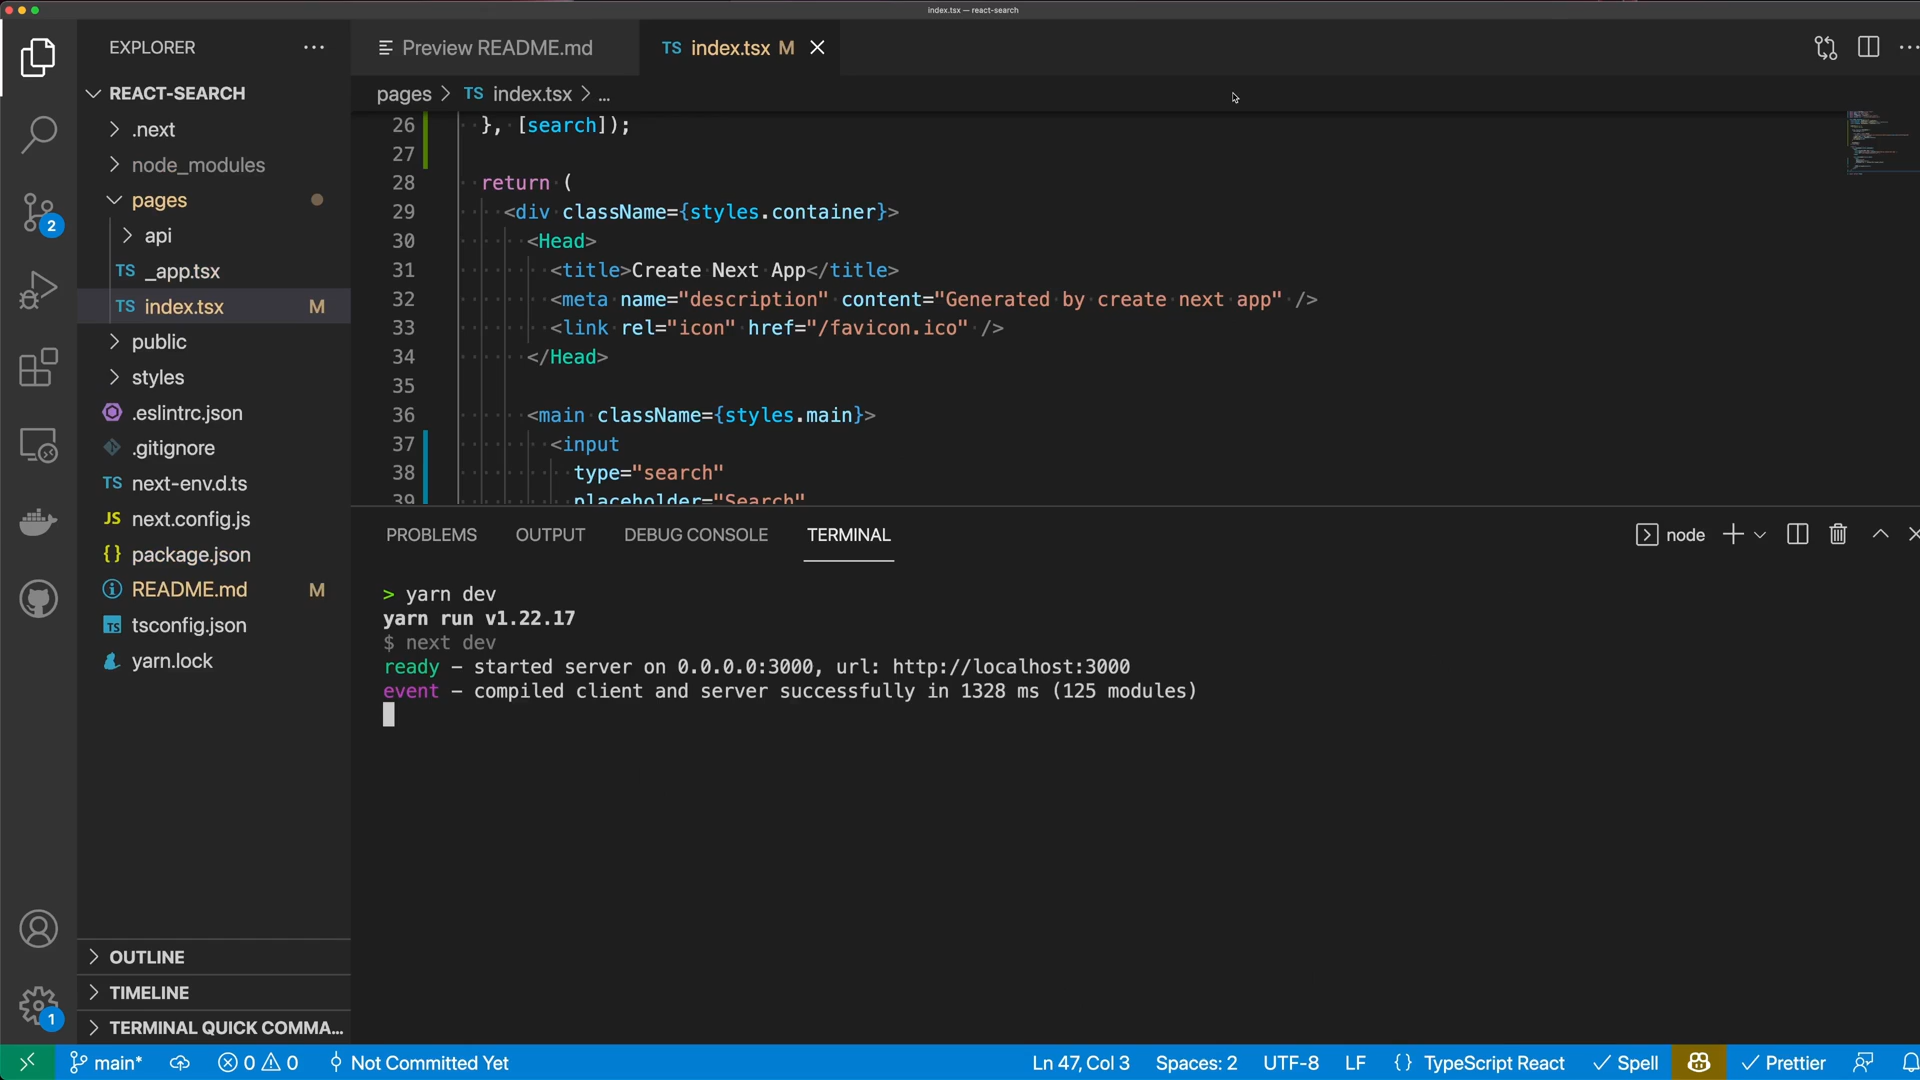 index.tsx — react-search
EXPLORER
REACT-SEARCH
.next
node_modules
pages
api
TS _app.tsx
TS index.tsx M
public
styles
.eslintrc.json
.gitignore
TS next-env.d.ts
JS next.config.js
{} package.json
README.md M
TS tsconfig.json
yarn.lock
OUTLINE
TIMELINE
TERMINAL QUICK COMMA...
2
1
Preview README.md
TS index.tsx M
pages > TS index.tsx > ...
26 }, [search]);
27
28 return (
29 <div className={styles.container}>
30 <Head>
31 <title>Create Next App</title>
32 <meta name="description" content="Generated by create next app" />
33 <link rel="icon" href="/favicon.ico" />
34 </Head>
35
36 <main className={styles.main}>
37 <input
38 type="search"
39 placeholder="Search"
PROBLEMS OUTPUT DEBUG CONSOLE TERMINAL
node
> yarn dev
yarn run v1.22.17
$ next dev
ready – started server on 0.0.0.0:3000, url: http://localhost:3000
event – compiled client and server successfully in 1328 ms (125 modules)
main* 0 0 Not Committed Yet Ln 47, Col 3 Spaces: 2 UTF-8 LF {} TypeScript React Spell Prettier